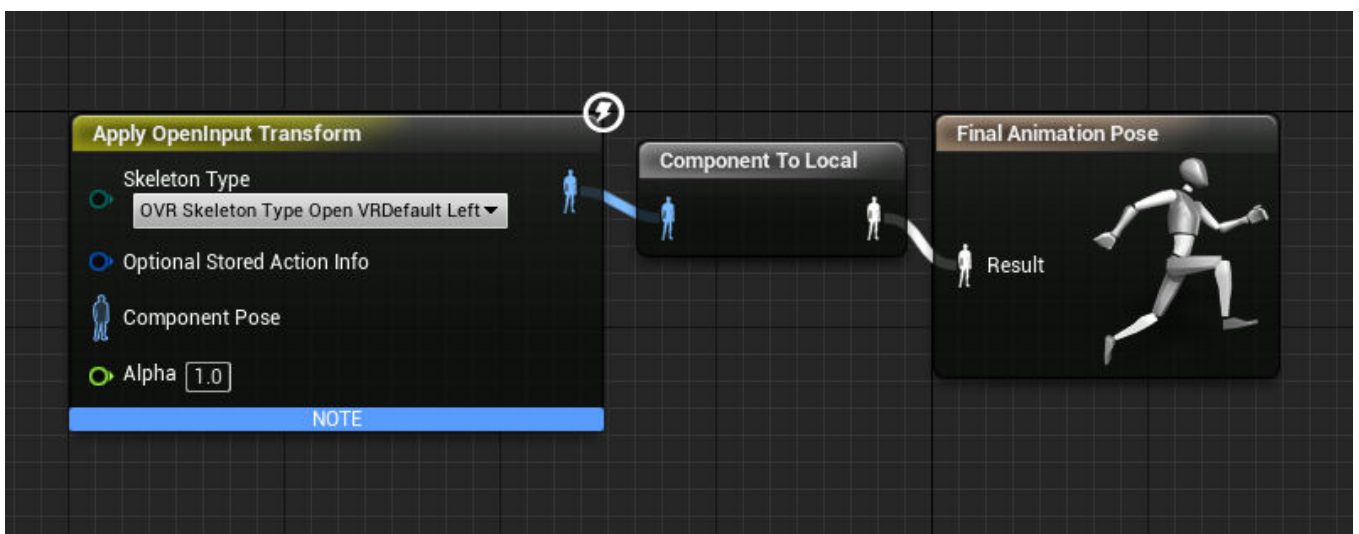 Apply OpenInput Transform
Skeleton Type
OVR Skeleton Type Open VRDefault Left
Optional Stored Action Info
Component Pose
Alpha 1.0
NOTE
Component To Local
Final Animation Pose
Result